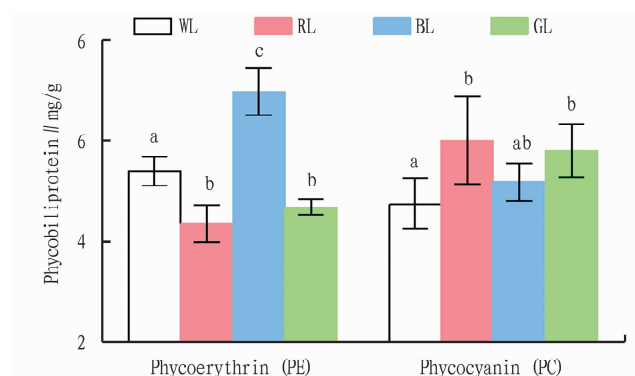 WL RL BL GL
Phycobiliprotein∥mg/g
6
6
4
2
a b c b
a b ab b
Phycoerythrin (PE) Phycocyanin (PC)